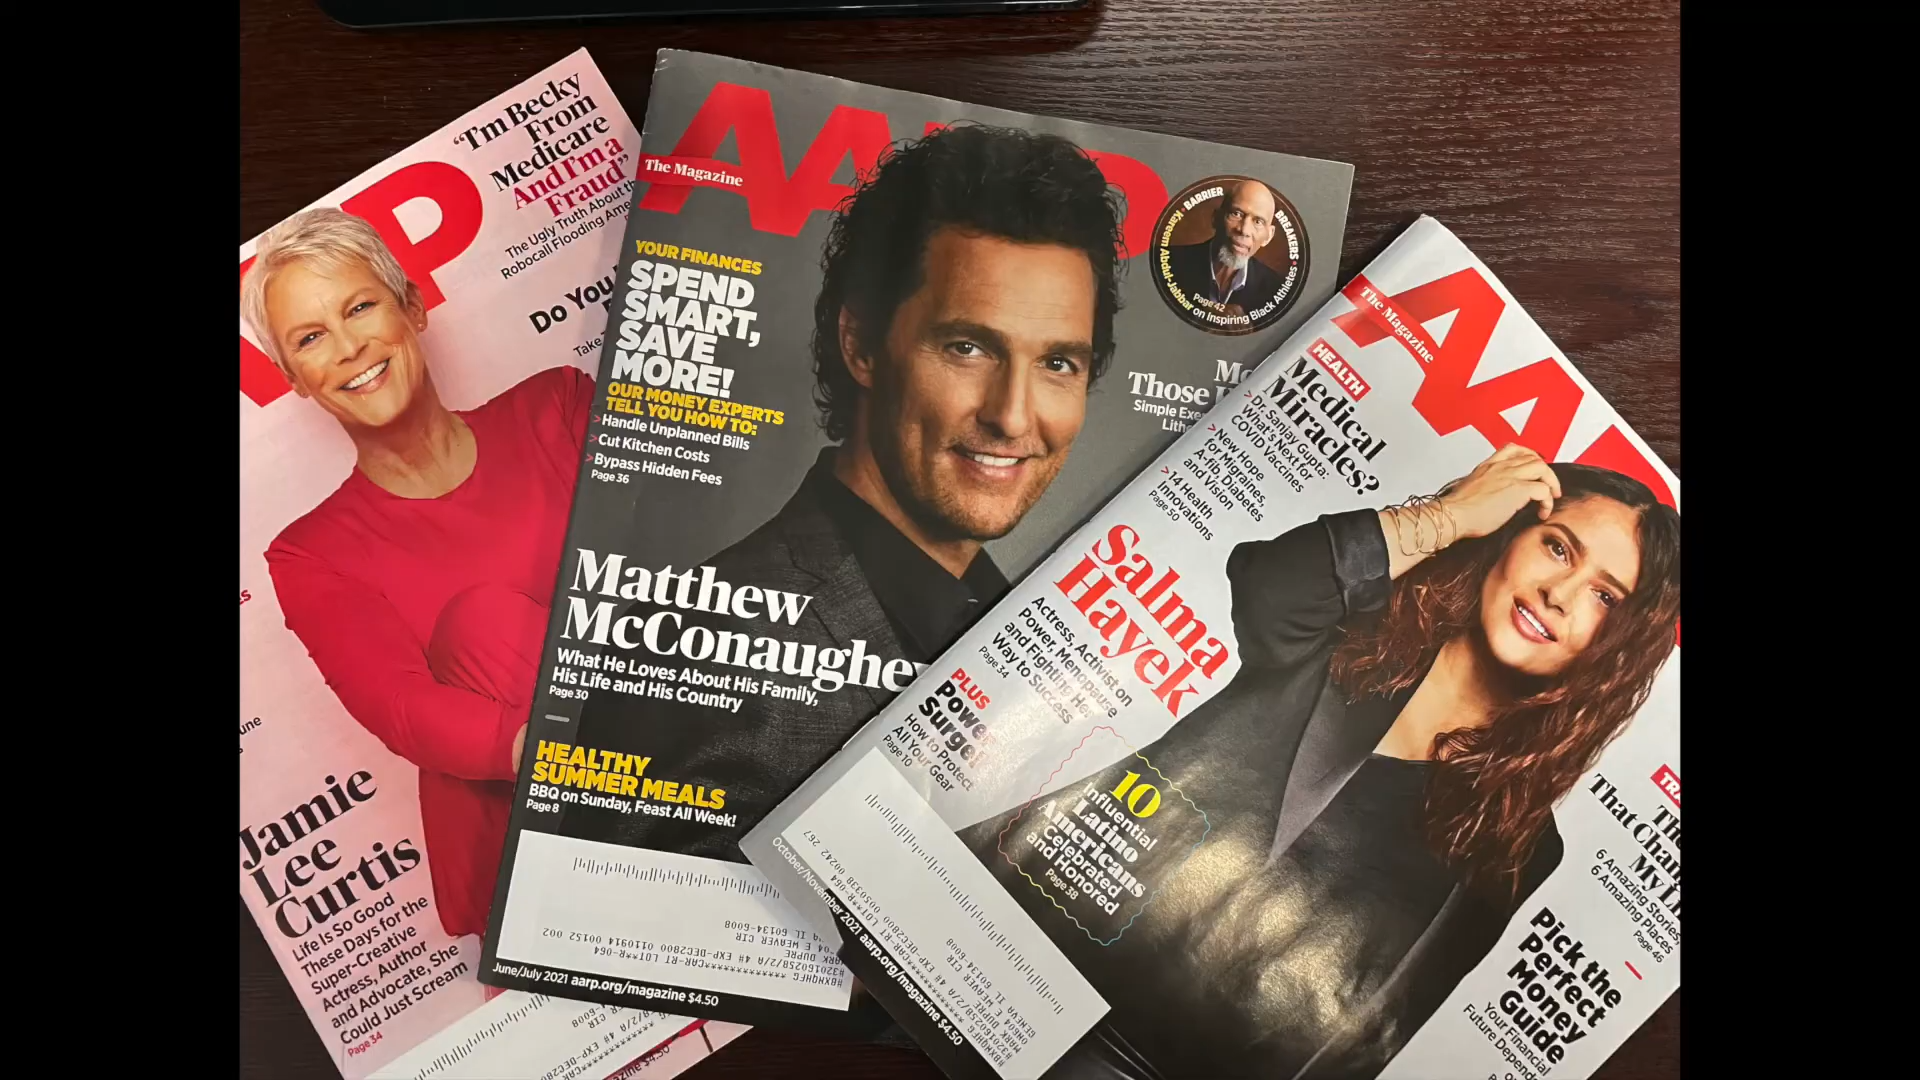 P
"I'm Becky
From
Medicare
And I'm a
Fraud"
The Ugly Truth About the
Robocall Flooding
Do You
Take
Jamie
Lee
Curtis
Life Is So Good
These Days for the
Super-Creative
Actress, Author
and Advocate, She
Could Just Scream
Page 34
AARP
The Magazine
BARRIER BREAKERS
Kareem Abdul-Jabbar on Inspiring Black Athletes
Page 42
YOUR FINANCES
SPEND
SMART,
SAVE
MORE!
OUR MONEY EXPERTS
TELL YOU HOW TO:
>Handle Unplanned Bills
>Cut Kitchen Costs
>Bypass Hidden Fees
Page 36
Those
Simple
Matthew
McConaughey
What He Loves About His Family,
His Life and His Country
Page 30
HEALTHY
SUMMER MEALS
BBQ on Sunday, Feast All Week!
Page 8
June/July 2021 aarp.org/magazine $4.50
AARP
The Magazine
HEALTH
Medical
Miracles?
>Dr. Sanjay Gupta:
What's Next for
COVID Vaccines
>New Hope
for Migraines,
A-fib, Diabetes
and Vision
>14 Health
Innovations
Page 50
Salma
Hayek
Actress, Activist on
Power, Menopause
and Fighting Her
Way to Success
Page 34
PLUS
Power
Surge!
How to Protect
All Your Gear
Page 10
10
Influential
Latino
Americans
Celebrated
and Honored
Page 38
That
My
6 Amazing Stories,
6 Amazing Places
Page 46
Pick the
Perfect
Money
Guide
Your Financial
Future
October/November 2021 aarp.org/magazine $4.50